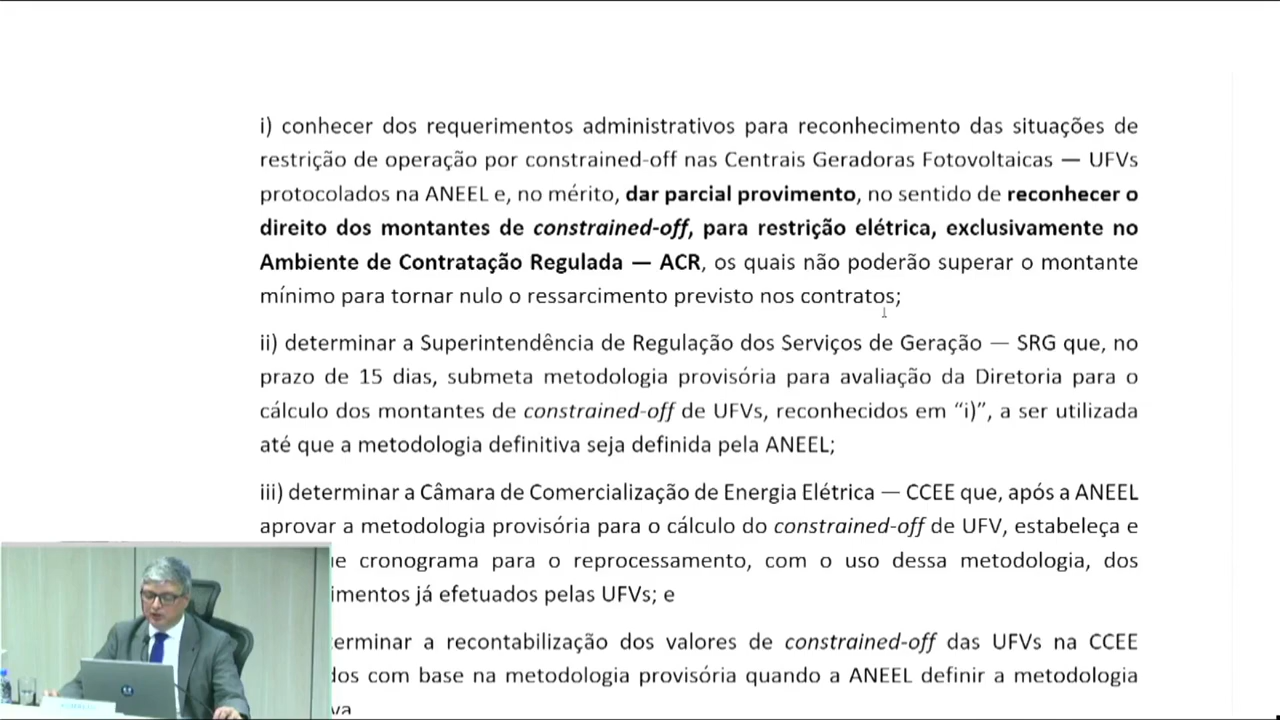 i) conhecer dos requerimentos administrativos para reconhecimento das situações de
restrição de operação por constrained-off nas Centrais Geradoras Fotovoltaicas — UFVs
protocolados na ANEEL e, no mérito, dar parcial provimento, no sentido de reconhecer o
direito dos montantes de constrained-off, para restrição elétrica, exclusivamente no
Ambiente de Contratação Regulada — ACR, os quais não poderão superar o montante
mínimo para tornar nulo o ressarcimento previsto nos contratos;
ii) determinar a Superintendência de Regulação dos Serviços de Geração — SRG que, no
prazo de 15 dias, submeta metodologia provisória para avaliação da Diretoria para o
cálculo dos montantes de constrained-off de UFVs, reconhecidos em “i)”, a ser utilizada
até que a metodologia definitiva seja definida pela ANEEL;
iii) determinar a Câmara de Comercialização de Energia Elétrica — CCEE que, após a ANEEL
aprovar a metodologia provisória para o cálculo do constrained-off de UFV, estabeleça e
ue cronograma para o reprocessamento, com o uso dessa metodologia, dos
imentos já efetuados pelas UFVs; e
erminar a recontabilização dos valores de constrained-off das UFVs na CCEE
dos com base na metodologia provisória quando a ANEEL definir a metodologia
va